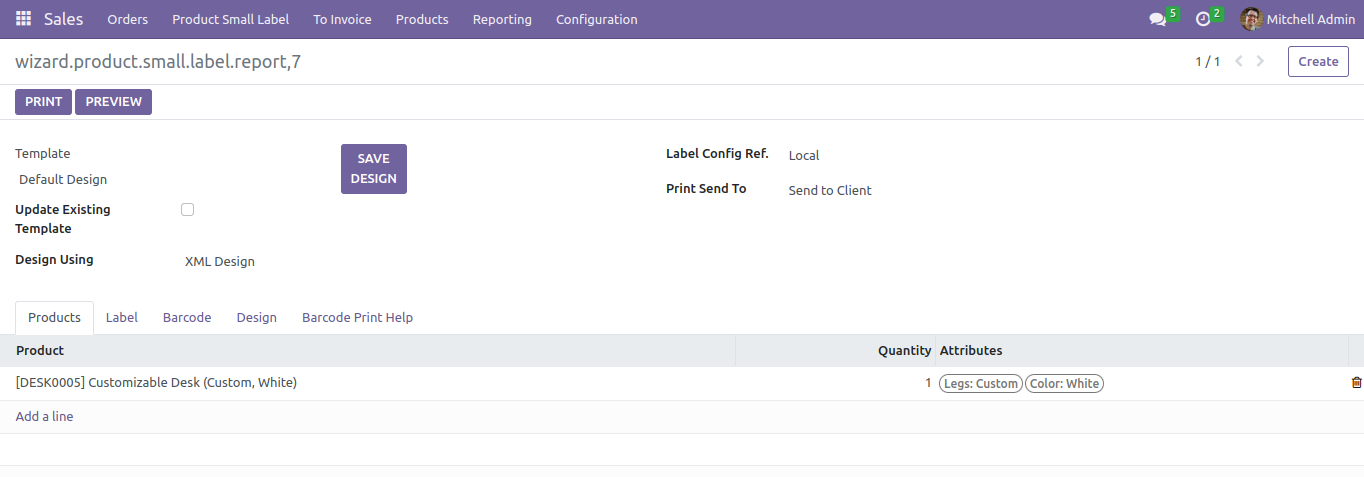 Sales Orders Product Small Label To Invoice Products Reporting Configuration 5 2 Mitchell Admin
wizard.product.small.label.report,7 1 / 1 Create
PRINT PREVIEW
Template
Default Design
SAVE
DESIGN
Update Existing
Template
Design Using XML Design
Label Config Ref. Local
Print Send To Send to Client
Products Label Barcode Design Barcode Print Help
Product Quantity Attributes
[DESK0005] Customizable Desk (Custom, White) 1 Legs: Custom Color: White
Add a line